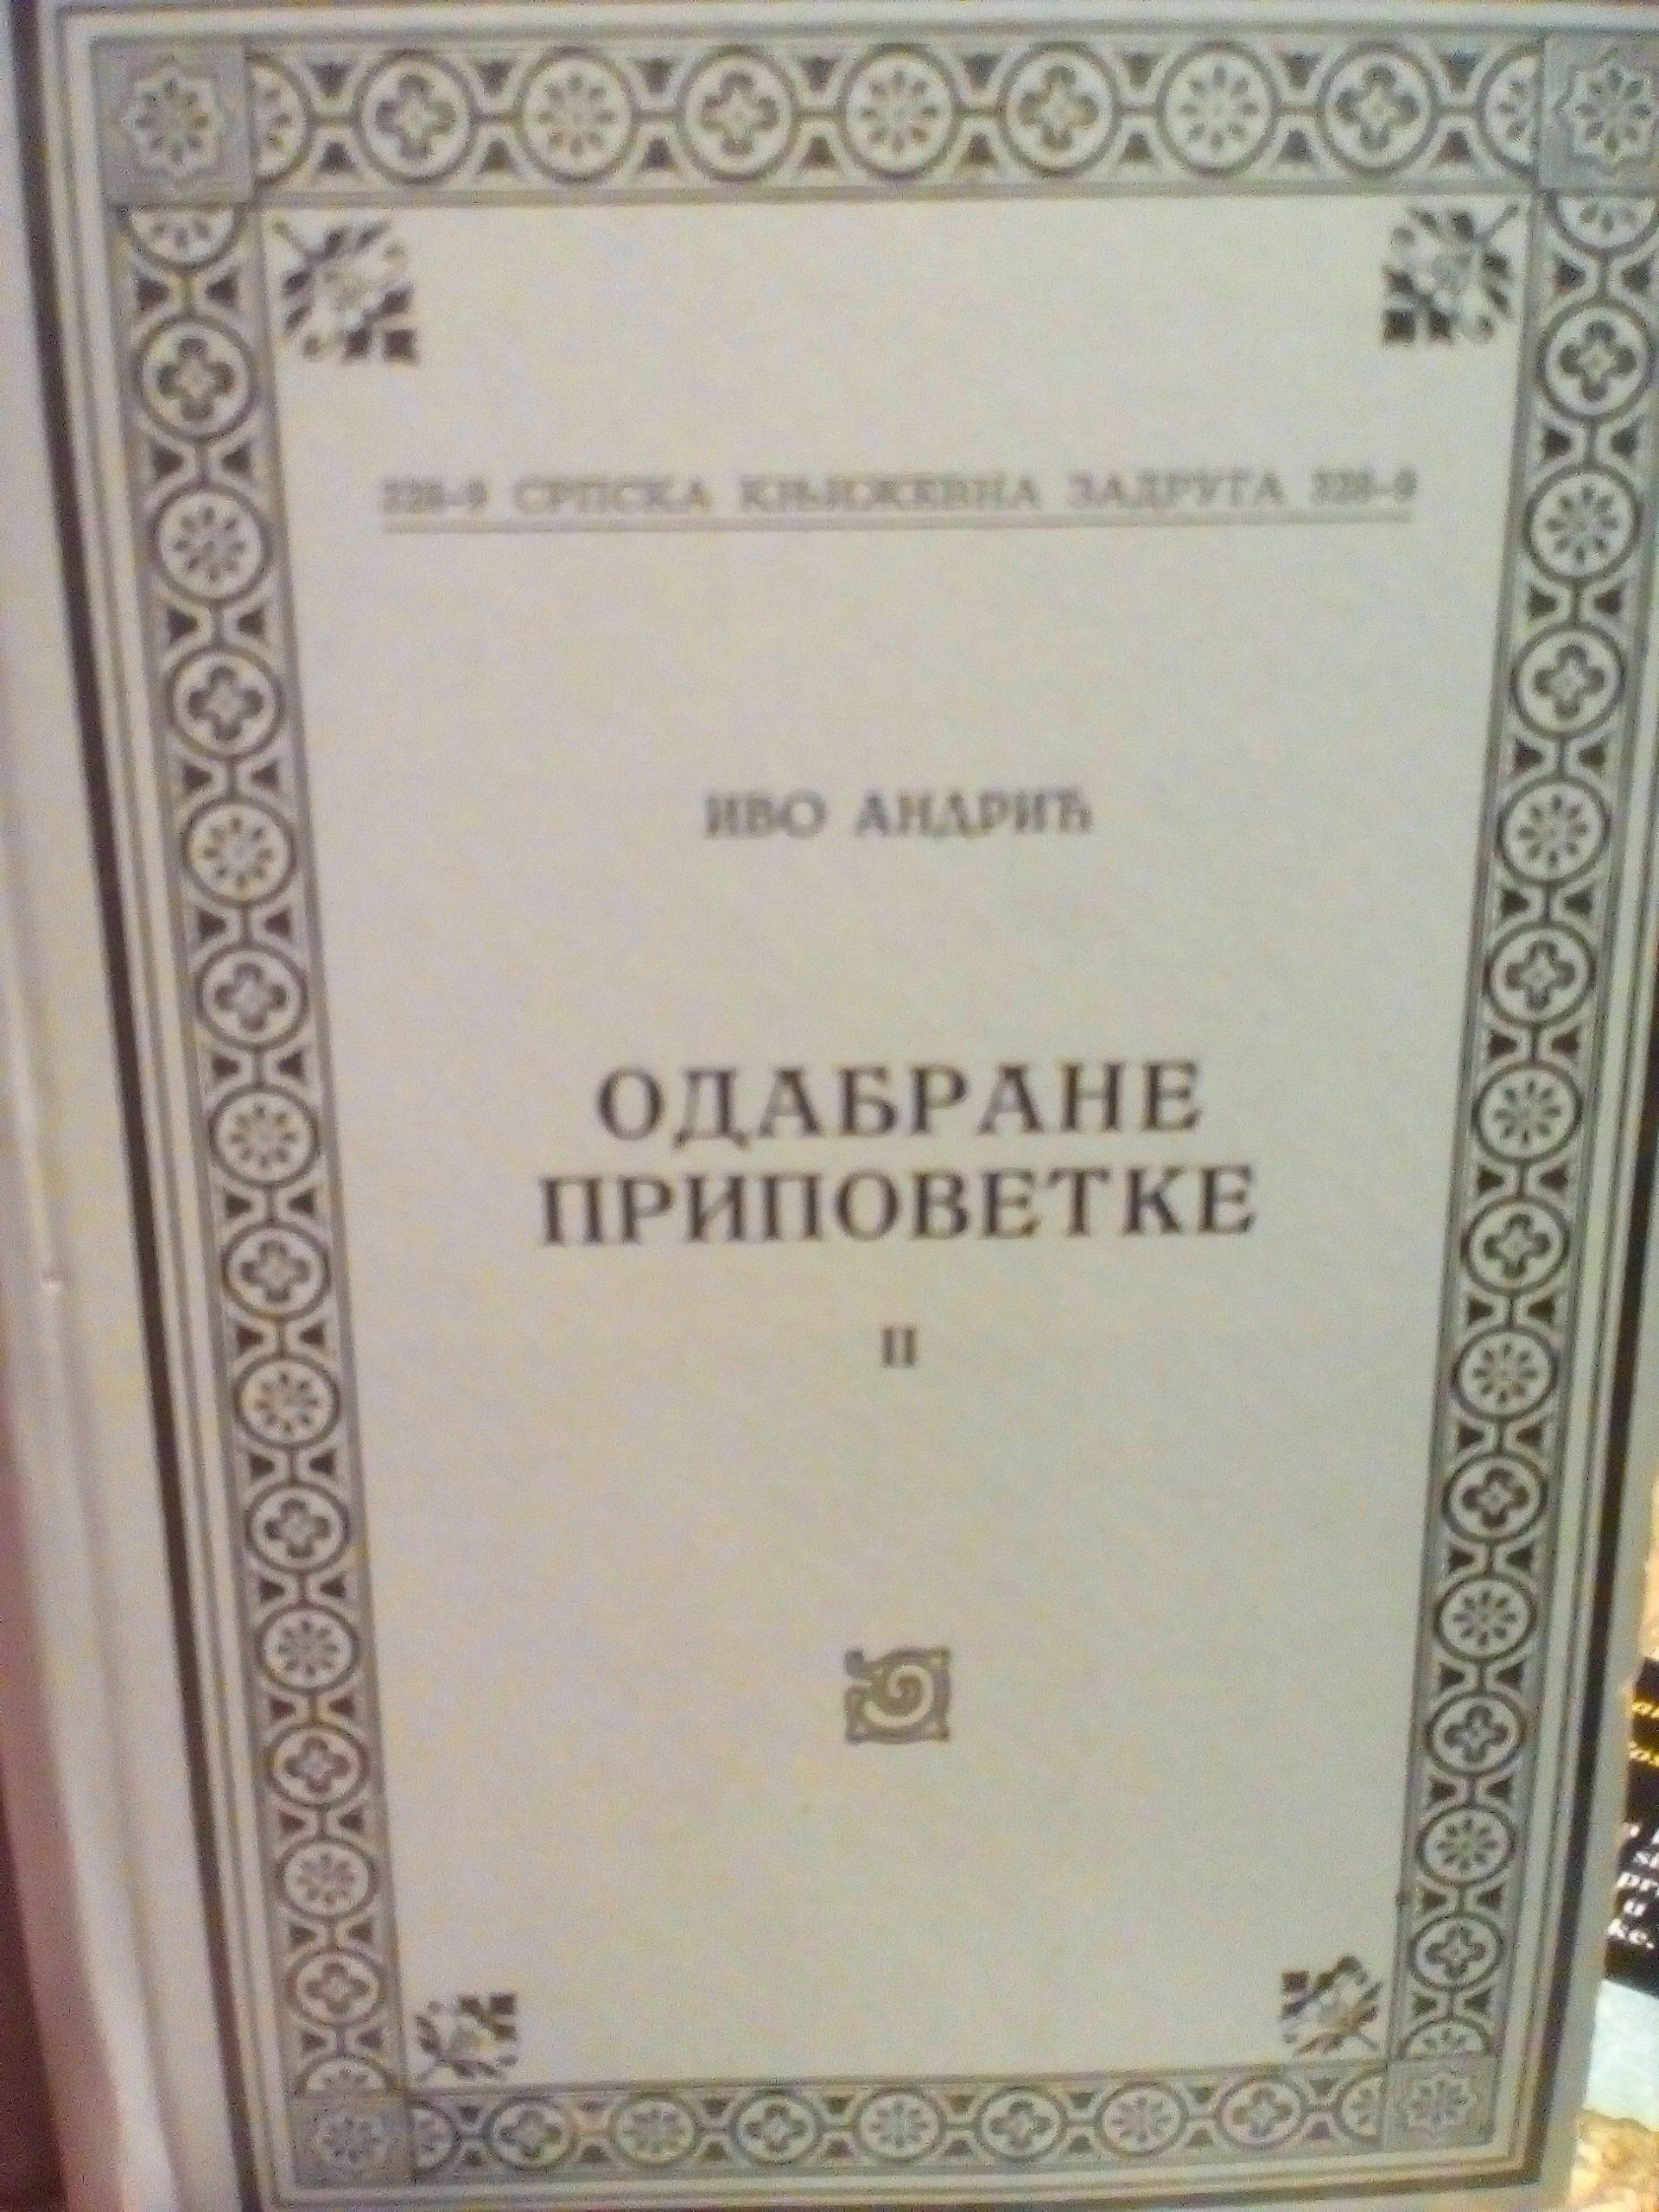 СРПСКА КЊИЖЕВНА ЗАДРУГА
ИВО АНДРИЋ
ОДАБРАНЕ
ПРИПОВЕТКЕ
II